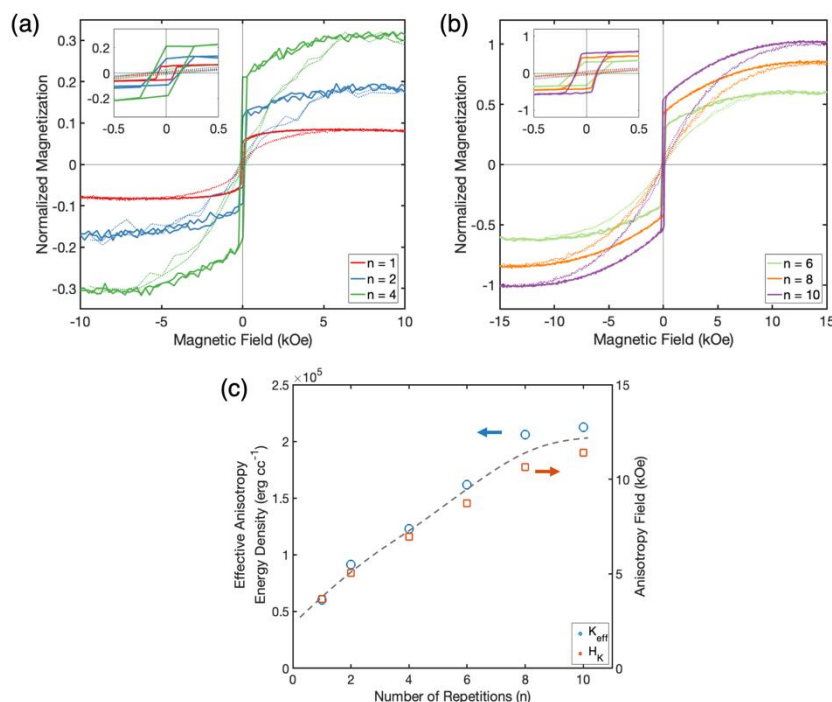 (a)
0.3
0.2
0.1
0
-0.1
-0.2
-0.3
Normalized Magnetization
0.2
0
-0.2
-0.5
0
0.5
n = 1
n = 2
n = 4
-10
-5
0
5
10
Magnetic Field (kOe)
(b)
1
0.5
0
-0.5
-1
Normalized Magnetization
1
0
-1
-0.5
0
0.5
n = 6
n = 8
n = 10
-15
-10
-5
0
5
10
15
Magnetic Field (kOe)
(c)
×10⁵
2.5
2
1.5
1
0.5
0
Effective Anisotropy
Energy Density (erg cc⁻¹)
15
10
5
0
Anisotropy Field (kOe)
K_eff
H_K
0
2
4
6
8
10
Number of Repetitions (n)